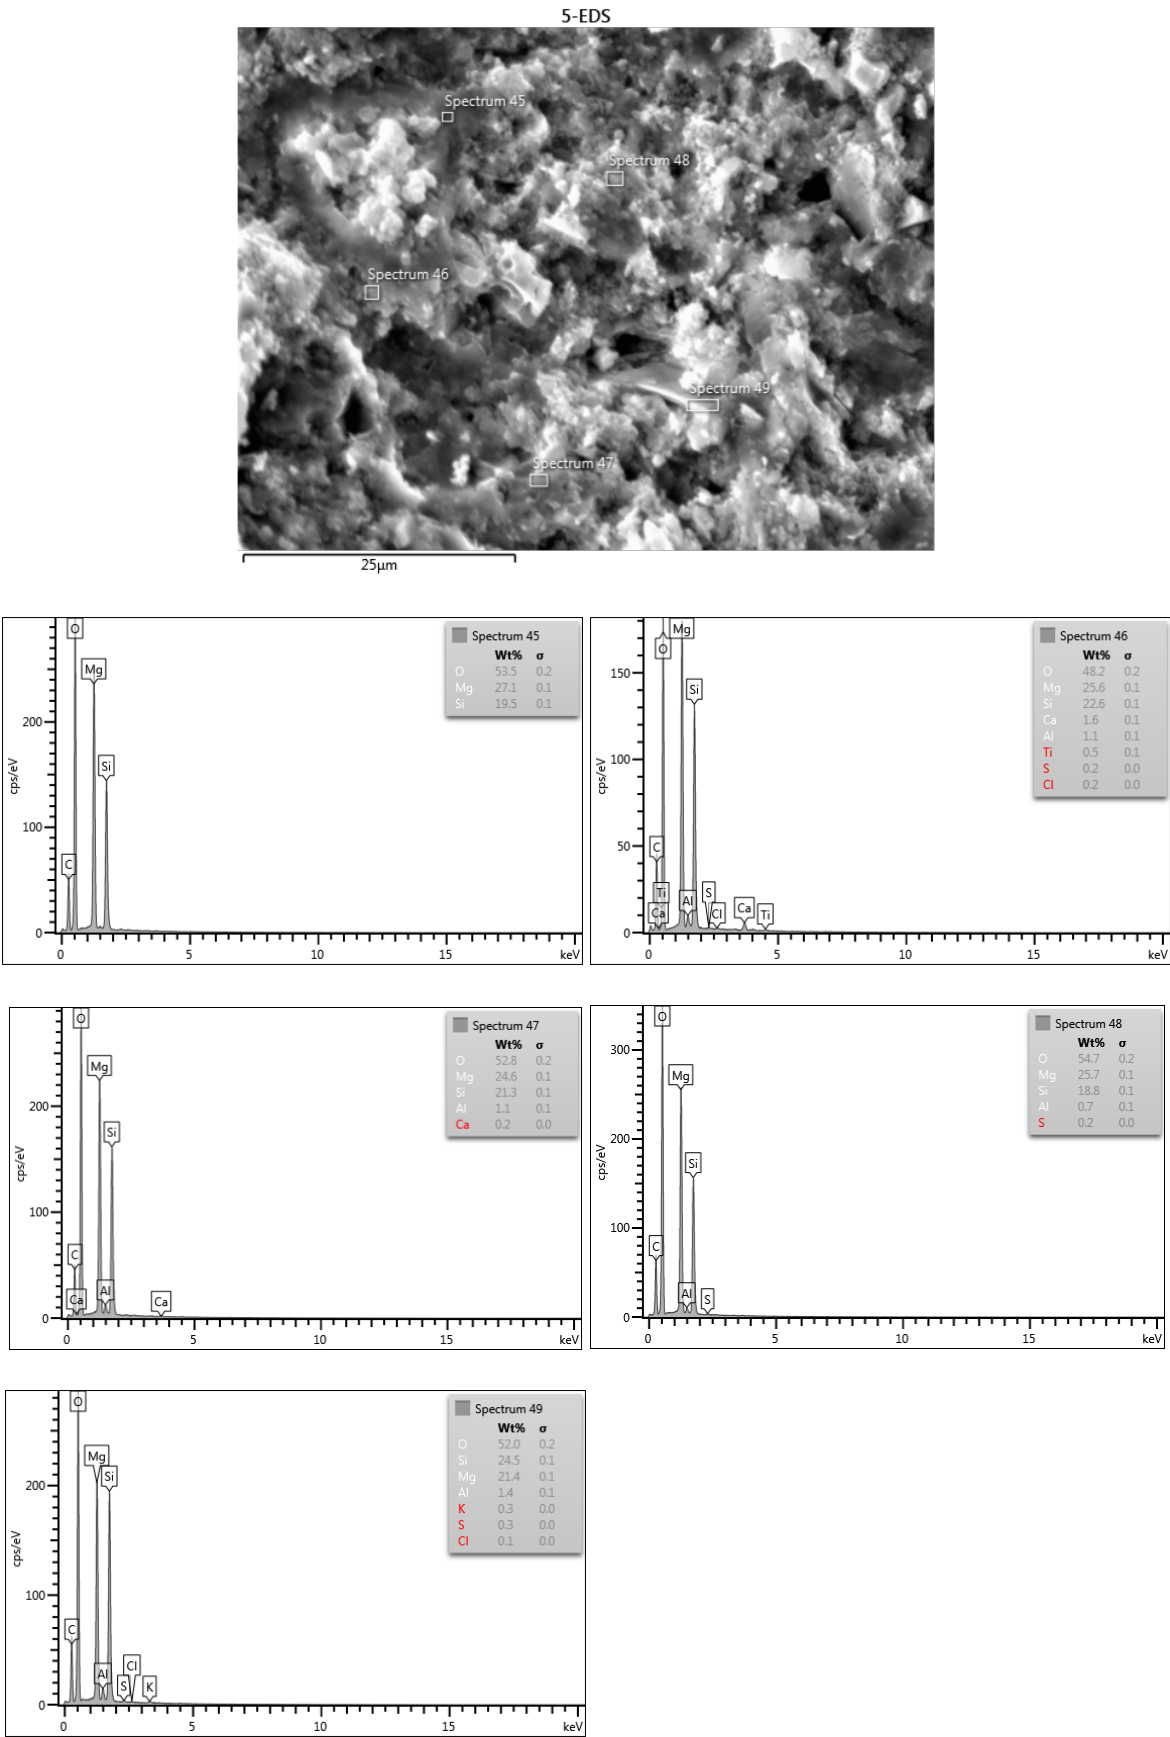 5-EDS
Spectrum 45
Spectrum 48
Spectrum 46
Spectrum 49
Spectrum 47
25µm
Spectrum 45
Wt% σ
O 53.5 0.2
Mg 27.1 0.1
Si 19.5 0.1
O
Mg
Si
C
cps/eV
200
100
0
0 5 10 15 keV
Spectrum 46
Wt% σ
O 48.2 0.2
Mg 25.6 0.1
Si 22.6 0.1
Ca 1.6 0.1
Al 1.1 0.1
Ti 0.5 0.1
S 0.2 0.0
Cl 0.2 0.0
Mg
O
Si
C
Ti
S
Al
Ca
Cl
Ca
Ti
cps/eV
150
100
50
0
0 5 10 15 keV
Spectrum 47
Wt% σ
O 52.8 0.2
Mg 24.6 0.1
Si 21.3 0.1
Al 1.1 0.1
Ca 0.2 0.0
O
Mg
Si
C
Al
Ca
Ca
cps/eV
200
100
0
0 5 10 15 keV
Spectrum 48
Wt% σ
O 54.7 0.2
Mg 25.7 0.1
Si 18.8 0.1
Al 0.7 0.1
S 0.2 0.0
O
Mg
Si
C
Al
S
cps/eV
300
200
100
0
0 5 10 15 keV
Spectrum 49
Wt% σ
O 52.0 0.2
Si 24.5 0.1
Mg 21.4 0.1
Al 1.4 0.1
K 0.3 0.0
S 0.3 0.0
Cl 0.1 0.0
O
Mg
Si
C
Cl
Al
S
K
cps/eV
200
100
0
0 5 10 15 keV